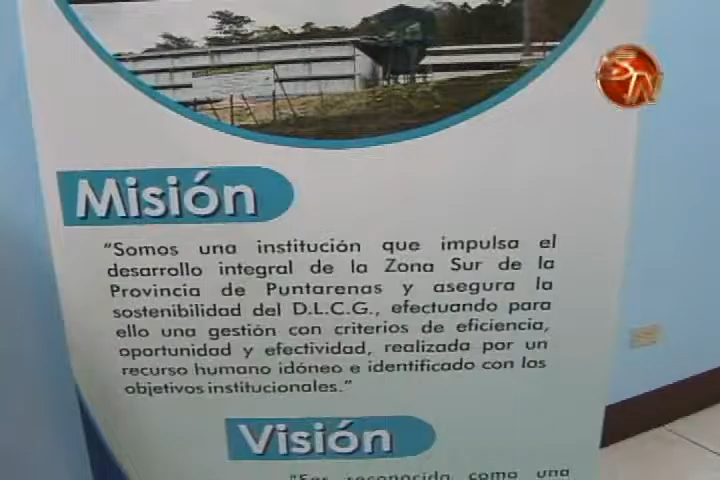 Misión
"Somos una institución que impulsa el
desarrollo integral de la Zona Sur de la
Provincia de Puntarenas y asegura la
sostenibilidad del D.L.C.G., efectuando para
ello una gestión con criterios de eficiencia,
oportunidad y efectividad, realizada por un
recurso humano idóneo e identificado con los
objetivos institucionales."
Visión
"Ser reconocida como una